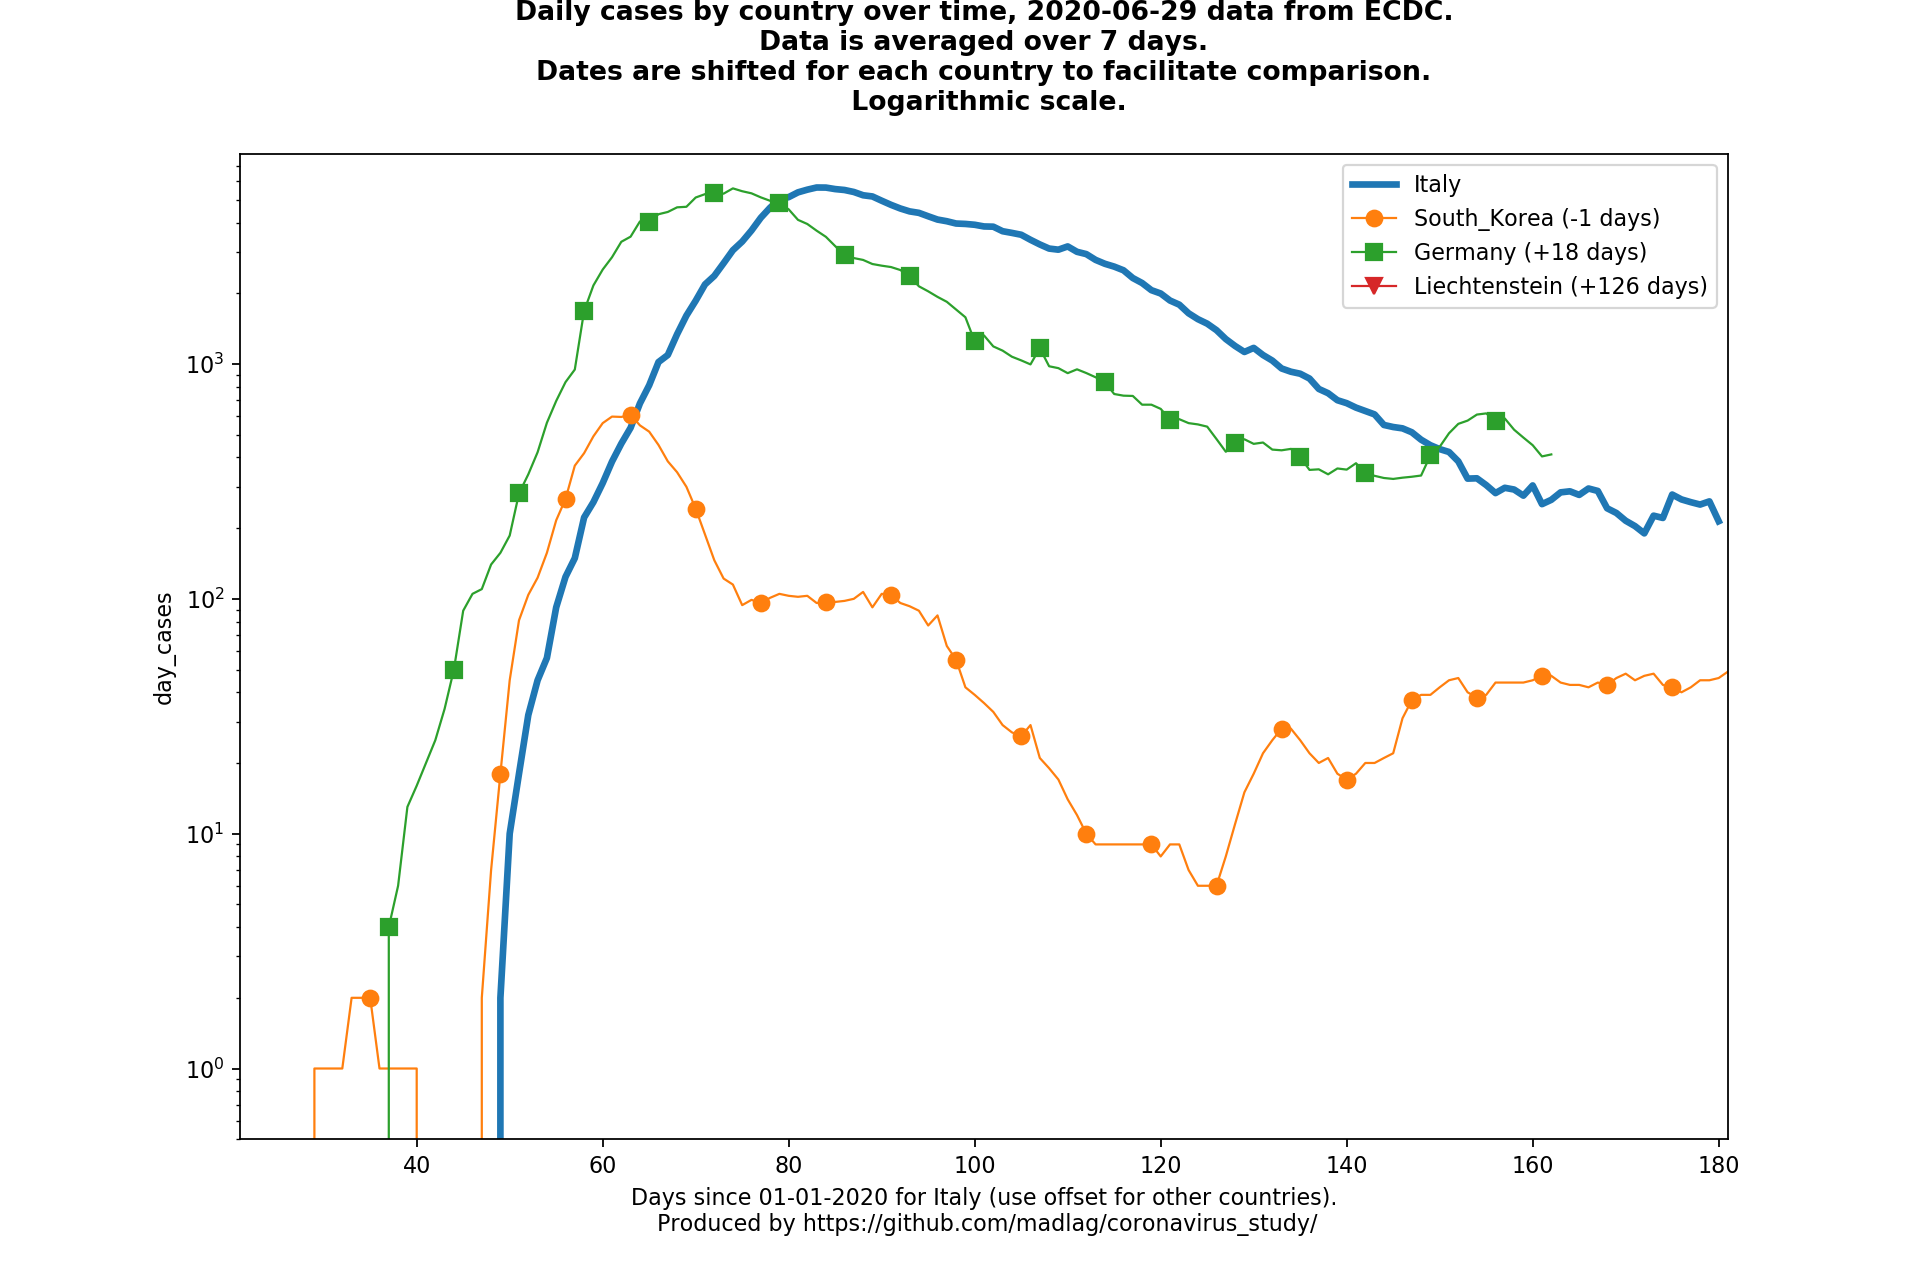 Daily cases by country over time, 2020-06-29 data from ECDC.
Data is averaged over 7 days.
Dates are shifted for each country to facilitate comparison.
Logarithmic scale.
Italy
South_Korea (-1 days)
Germany (+18 days)
Liechtenstein (+126 days)
10³
10²
10¹
10⁰
day_cases
40 60 80 100 120 140 160 180
Days since 01-01-2020 for Italy (use offset for other countries).
Produced by https://github.com/madlag/coronavirus_study/